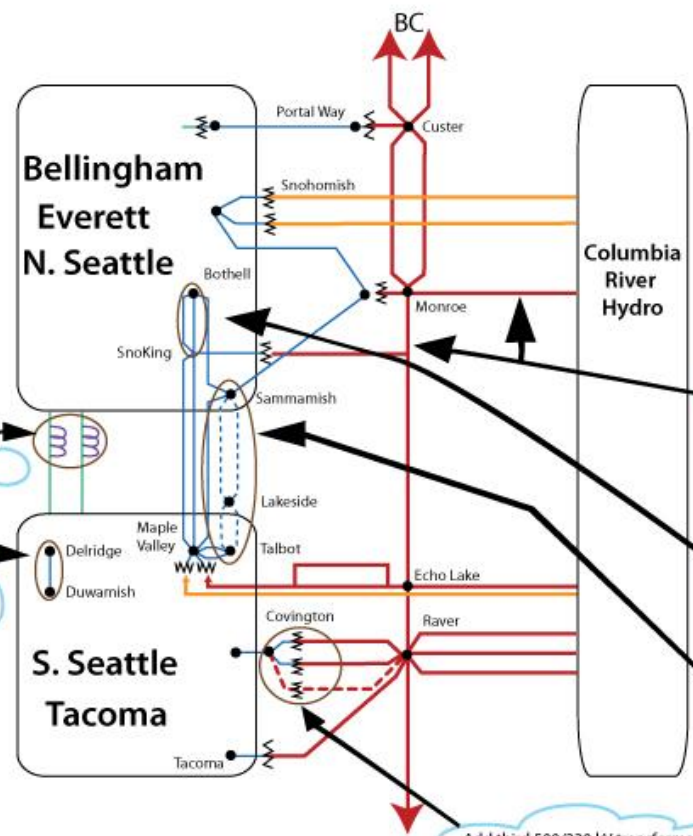 BC
Portal Way
Custer
Bellingham
Everett
N. Seattle
Snohomish
Columbia
River
Hydro
Bothell
Monroe
SnoKing
Sammamish
Lakeside
Maple
Valley
Talbot
Delridge
Duwamish
Echo Lake
Covington
Raver
S. Seattle
Tacoma
Tacoma